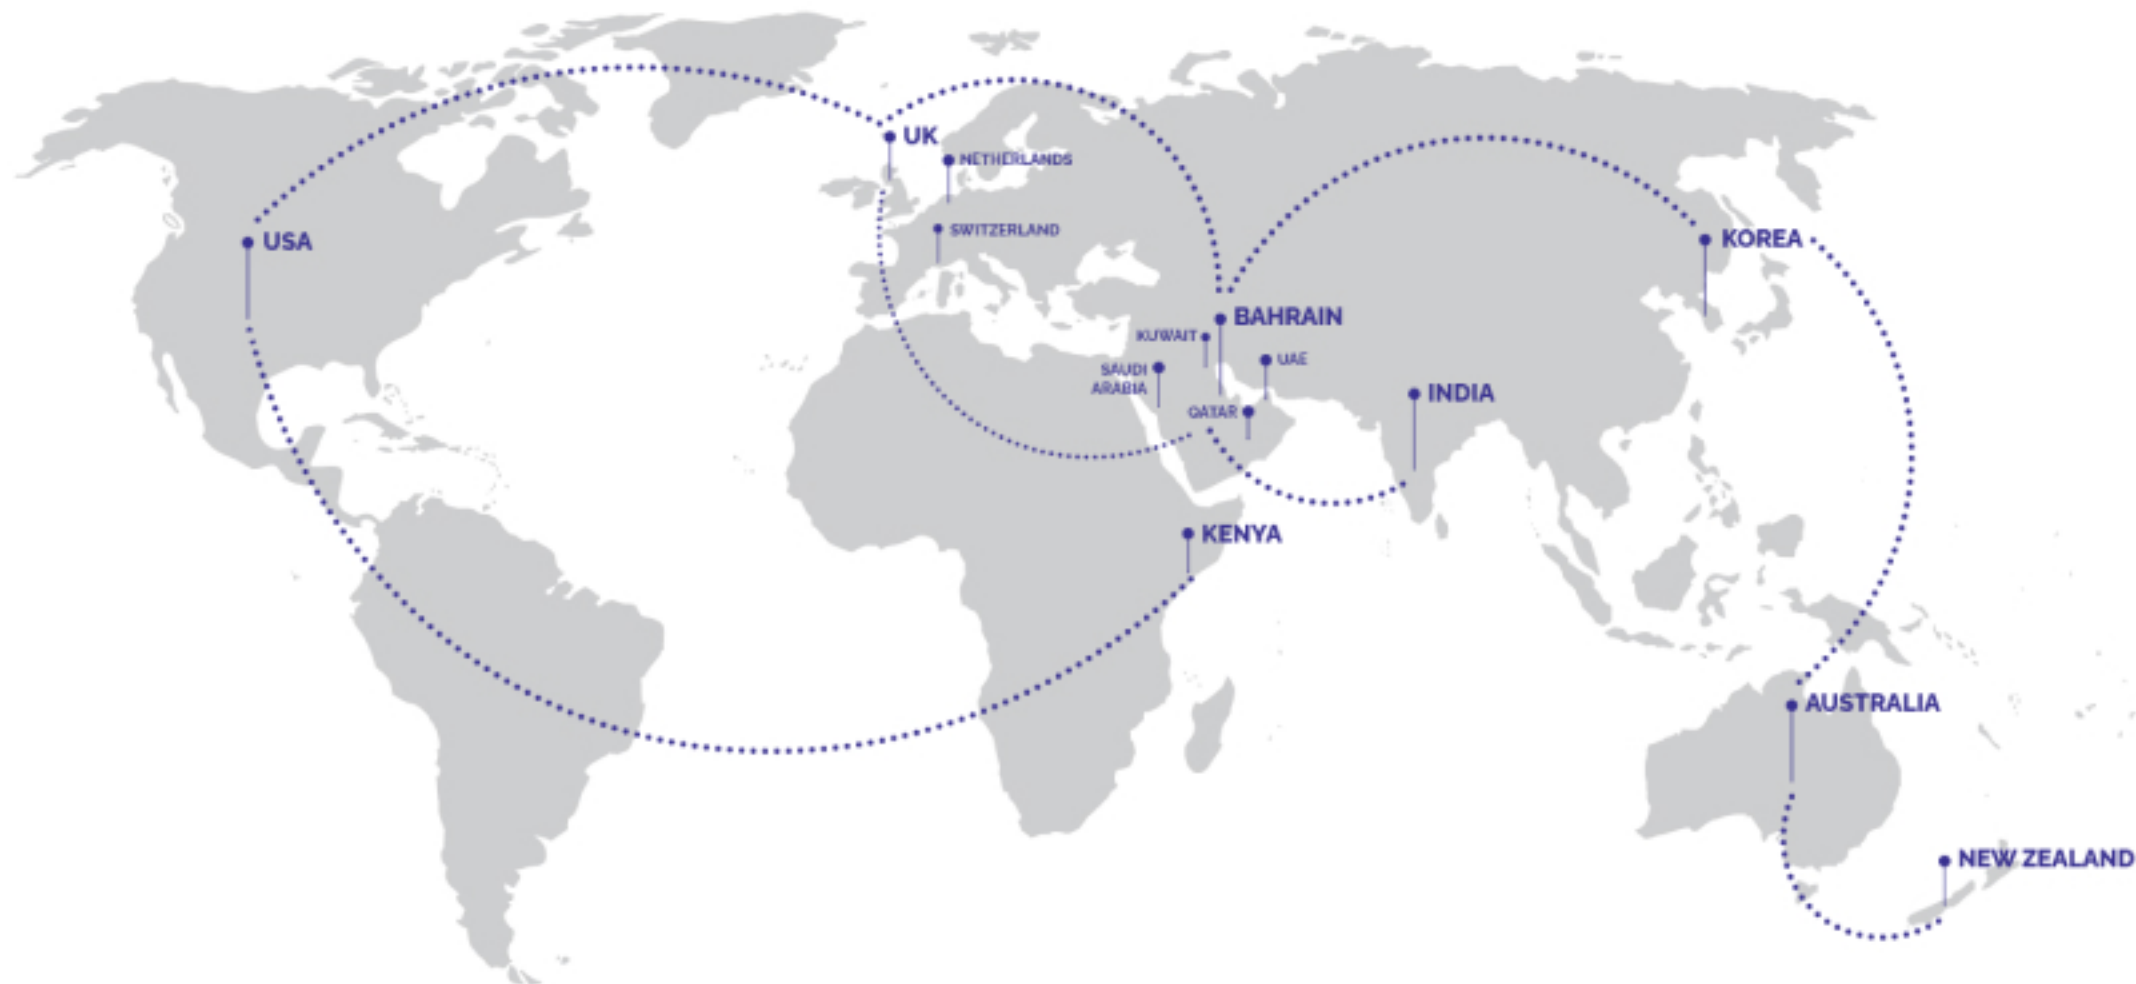 UK
NETHERLANDS
SWITZERLAND
USA
KOREA
BAHRAIN
KUWAIT
UAE
SAUDI
ARABIA
QATAR
INDIA
KENYA
AUSTRALIA
NEW ZEALAND